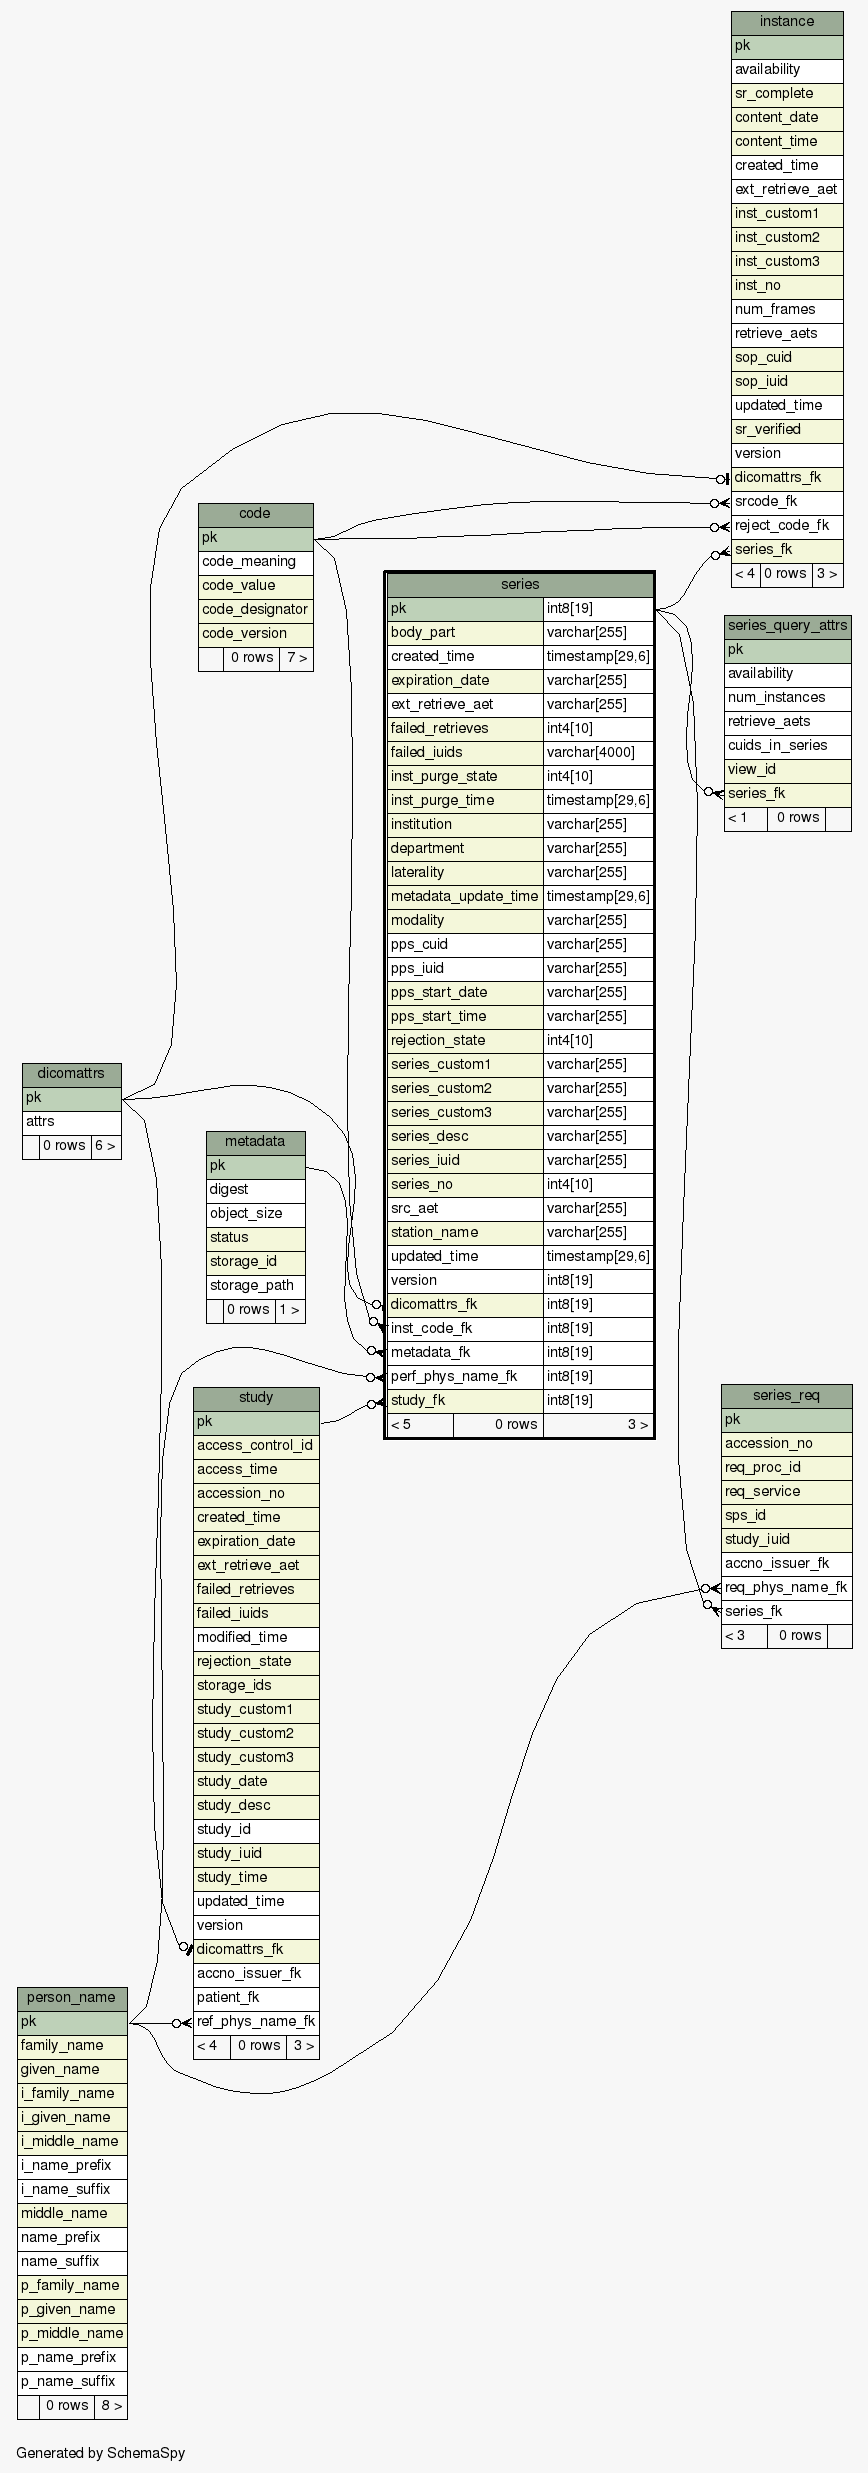 instance
pk
availability
sr_complete
content_date
content_time
created_time
ext_retrieve_aet
inst_custom1
inst_custom2
inst_custom3
inst_no
num_frames
retrieve_aets
sop_cuid
sop_iuid
updated_time
sr_verified
version
dicomattrs_fk
srcode_fk
reject_code_fk
series_fk
< 4 0 rows 3 >
code
pk
code_meaning
code_value
code_designator
code_version
0 rows 7 >
series
pk int8[19]
body_part varchar[255]
created_time timestamp[29,6]
expiration_date varchar[255]
ext_retrieve_aet varchar[255]
failed_retrieves int4[10]
failed_iuids varchar[4000]
inst_purge_state int4[10]
inst_purge_time timestamp[29,6]
institution varchar[255]
department varchar[255]
laterality varchar[255]
metadata_update_time timestamp[29,6]
modality varchar[255]
pps_cuid varchar[255]
pps_iuid varchar[255]
pps_start_date varchar[255]
pps_start_time varchar[255]
rejection_state int4[10]
series_custom1 varchar[255]
series_custom2 varchar[255]
series_custom3 varchar[255]
series_desc varchar[255]
series_iuid varchar[255]
series_no int4[10]
src_aet varchar[255]
station_name varchar[255]
updated_time timestamp[29,6]
version int8[19]
dicomattrs_fk int8[19]
inst_code_fk int8[19]
metadata_fk int8[19]
perf_phys_name_fk int8[19]
study_fk int8[19]
< 5 0 rows 3 >
series_query_attrs
pk
availability
num_instances
retrieve_aets
cuids_in_series
view_id
series_fk
< 1 0 rows
dicomattrs
pk
attrs
0 rows 6 >
metadata
pk
digest
object_size
status
storage_id
storage_path
0 rows 1 >
study
pk
access_control_id
access_time
accession_no
created_time
expiration_date
ext_retrieve_aet
failed_retrieves
failed_iuids
modified_time
rejection_state
storage_ids
study_custom1
study_custom2
study_custom3
study_date
study_desc
study_id
study_iuid
study_time
updated_time
version
dicomattrs_fk
accno_issuer_fk
patient_fk
ref_phys_name_fk
< 4 0 rows 3 >
series_req
pk
accession_no
req_proc_id
req_service
sps_id
study_iuid
accno_issuer_fk
req_phys_name_fk
series_fk
< 3 0 rows
person_name
pk
family_name
given_name
i_family_name
i_given_name
i_middle_name
i_name_prefix
i_name_suffix
middle_name
name_prefix
name_suffix
p_family_name
p_given_name
p_middle_name
p_name_prefix
p_name_suffix
0 rows 8 >
Generated by SchemaSpy